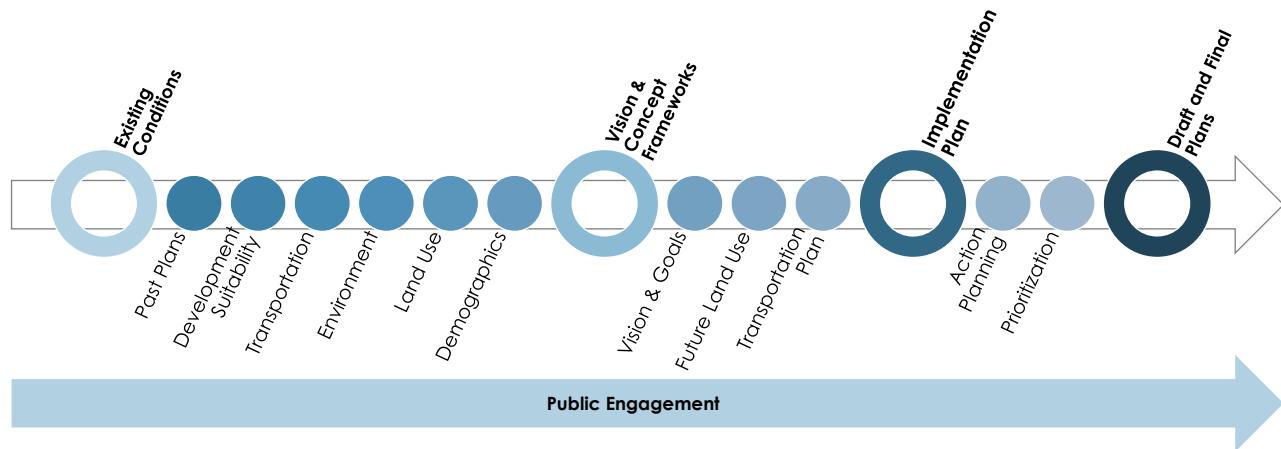 Existing
Conditions
Vision &
Concept
Frameworks
Implementation
Plan
Draft and Final
Plans
Past Plans
Development
Suitability
Transportation
Environment
Land Use
Demographics
Vision & Goals
Future Land Use
Transportation
Plan
Action
Planning
Prioritization
Public Engagement